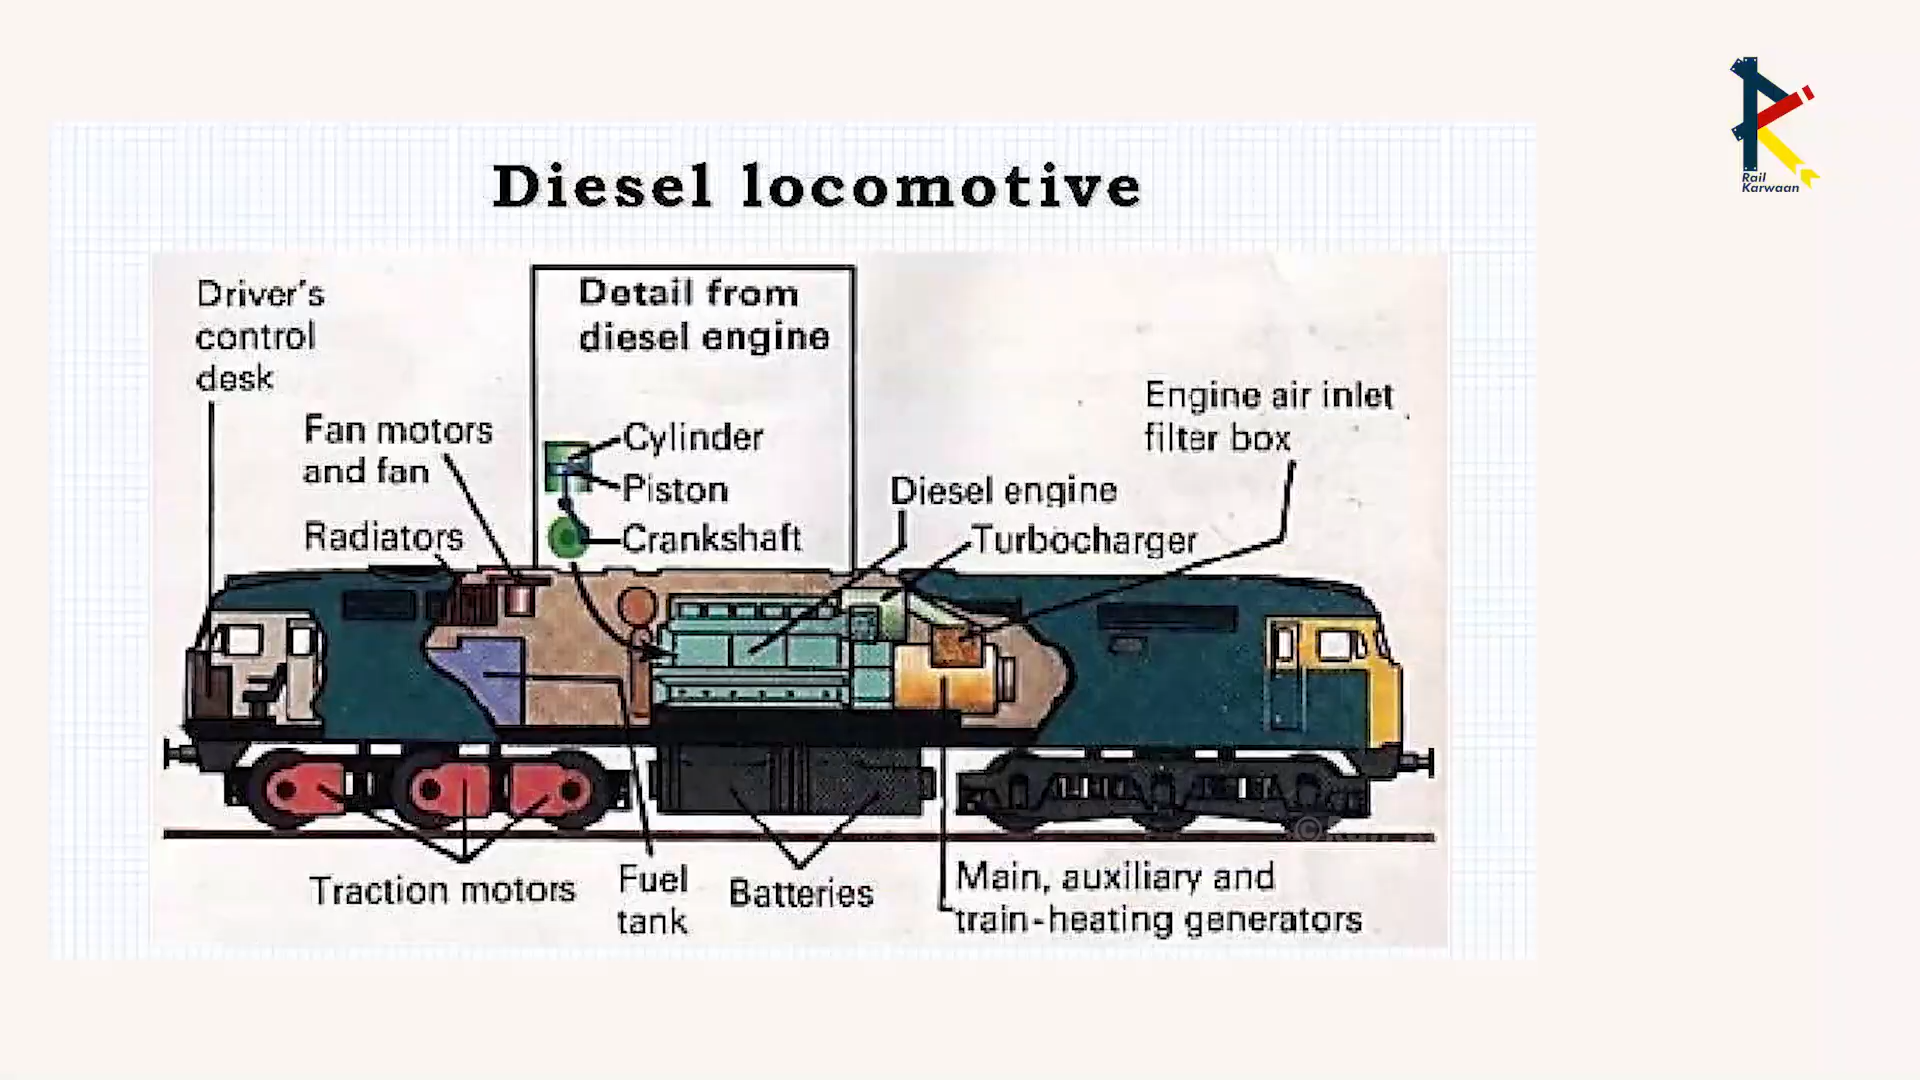 Diesel locomotive
Driver's
control
desk
Detail from
diesel engine
Fan motors
and fan
Radiators
Cylinder
Piston
Crankshaft
Diesel engine
Turbocharger
Engine air inlet
filter box
Traction motors
Fuel
tank
Batteries
Main, auxiliary and
train-heating generators
Rail
Karwaan